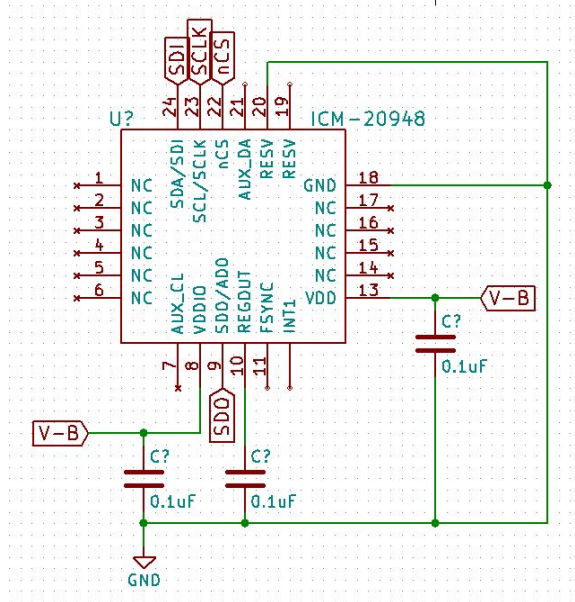 SDI SCLK nCS
24 23 22 21 20 19
U? ICM-20948
SDA/SDI SCL/SCLK nCS AUX_DA RESV RESV
1 NC GND 18
2 NC NC 17
3 NC NC 16
4 NC NC 15
5 NC NC 14
6 NC VDD 13 V-B
AUX_CL VDDIO SDO/AD0 REGOUT FSYNC INT1
C?
0.1uF
7 8 9 10 11
SDO
V-B
C? C?
0.1uF 0.1uF
GND